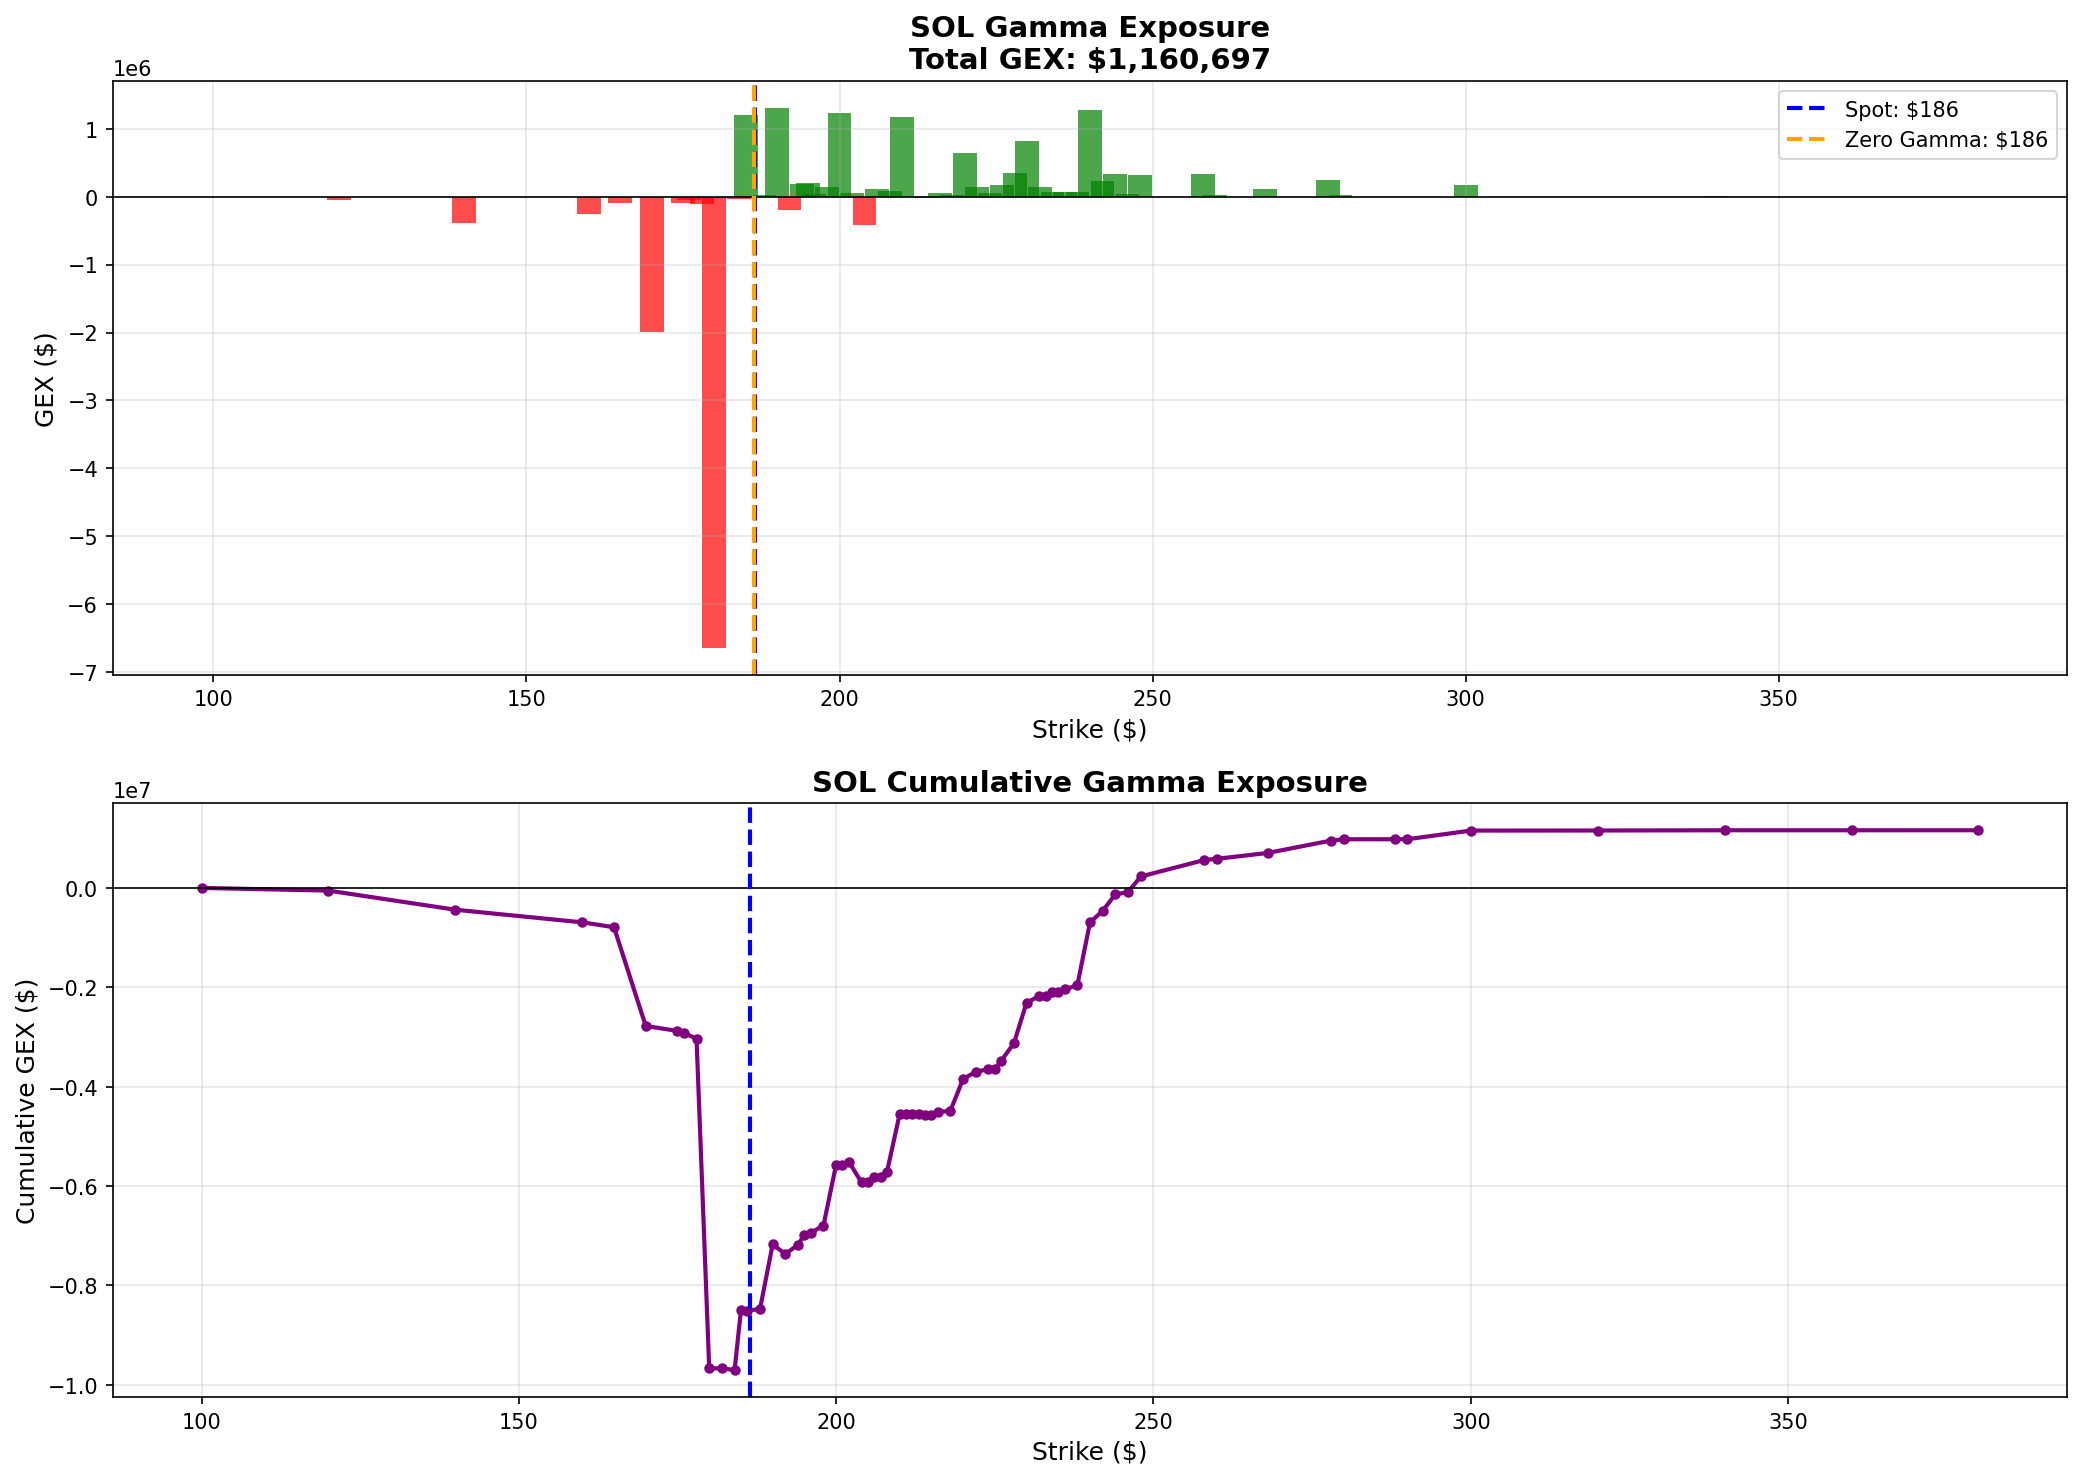 SOL Gamma Exposure
Total GEX: $1,160,697
1e6
Spot: $186
Zero Gamma: $186
1
0
−1
−2
−3
−4
−5
−6
−7
GEX ($)
100 150 200 250 300 350
Strike ($)
SOL Cumulative Gamma Exposure
1e7
0.0
−0.2
−0.4
−0.6
−0.8
−1.0
Cumulative GEX ($)
100 150 200 250 300 350
Strike ($)